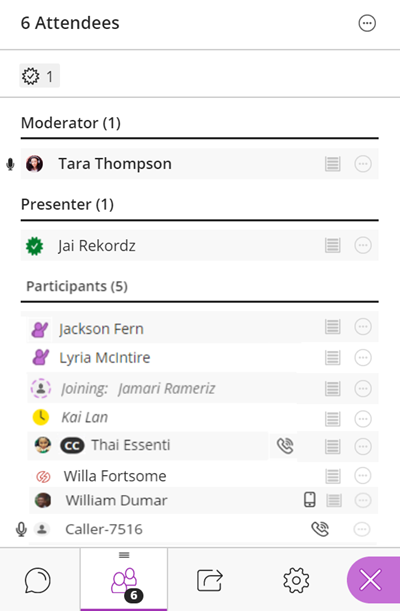 6 Attendees
1
Moderator (1)
Tara Thompson
Presenter (1)
Jai Rekordz
Participants (5)
Jackson Fern
Lyria McIntire
Joining: Jamari Rameriz
Kai Lan
CC Thai Essenti
Willa Fortsome
William Dumar
Caller-7516
6